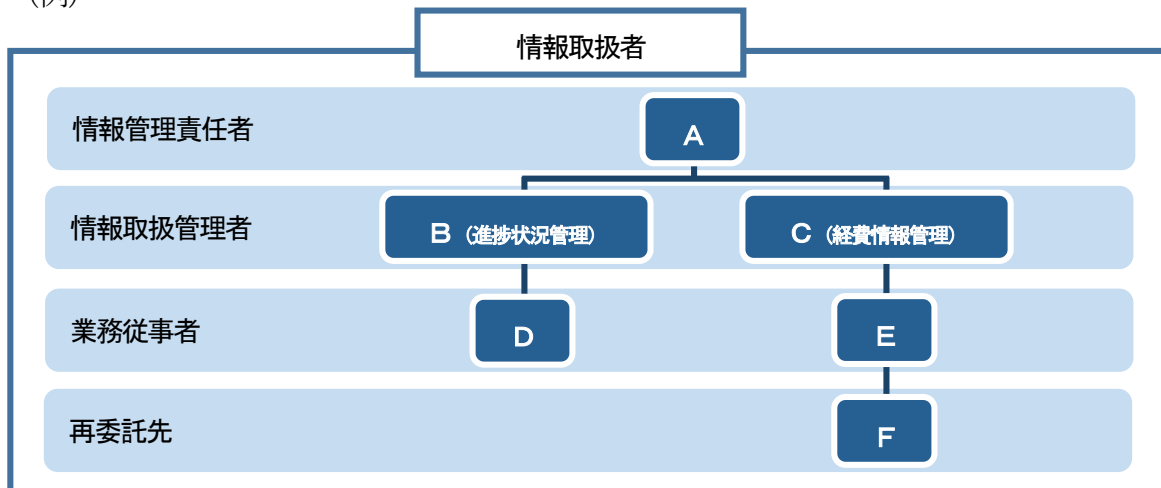 (例)
情報取扱者
情報管理責任者
A
情報取扱管理者
B (進捗状況管理)
C (経費情報管理)
業務従事者
D
E
再委託先
F